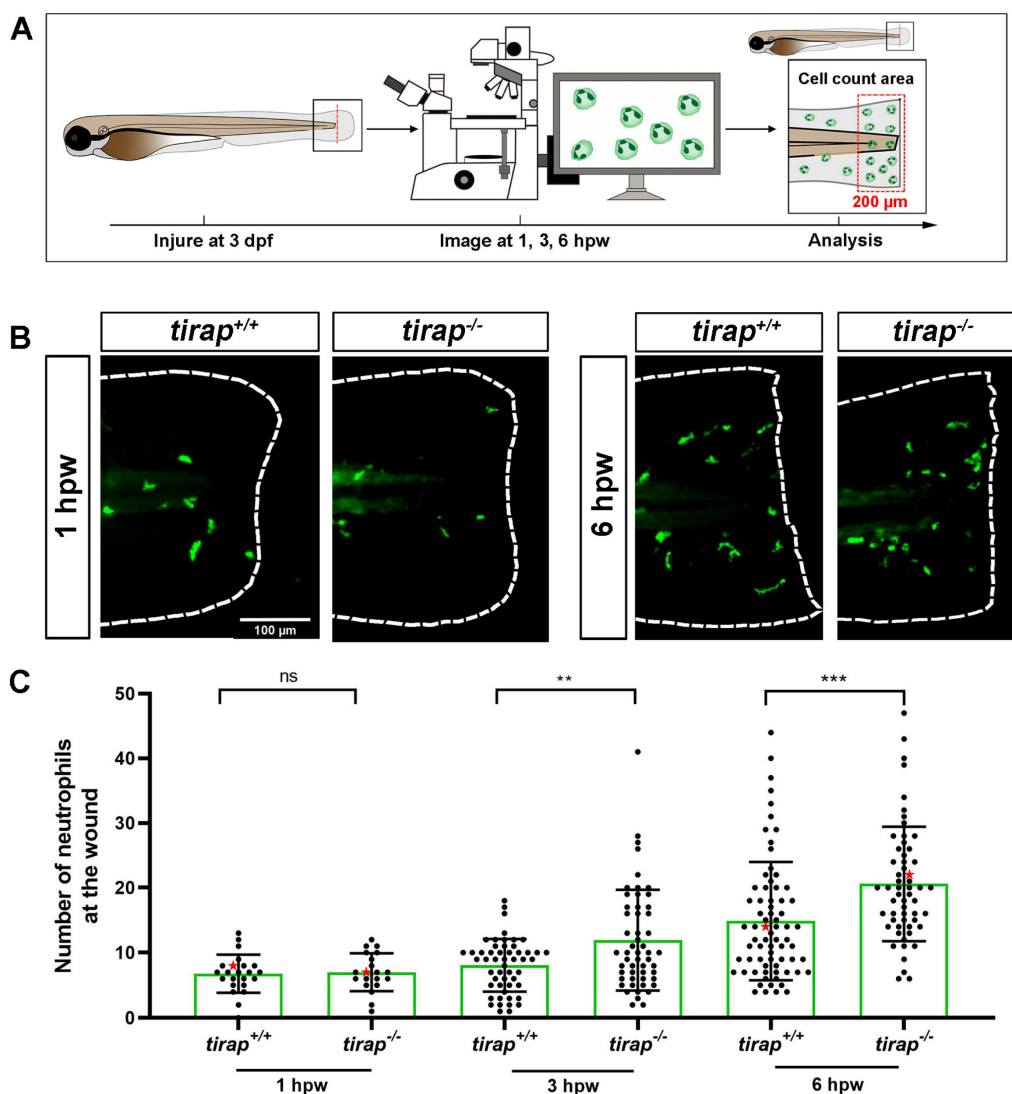 A
Cell count area
200 µm
Injure at 3 dpf
Image at 1, 3, 6 hpw
Analysis
B
tirap+/+
tirap-/-
tirap+/+
tirap-/-
1 hpw
6 hpw
100 µm
C
ns
**
***
Number of neutrophils
at the wound
50
40
30
20
10
0
tirap+/+
tirap-/-
tirap+/+
tirap-/-
tirap+/+
tirap-/-
1 hpw
3 hpw
6 hpw